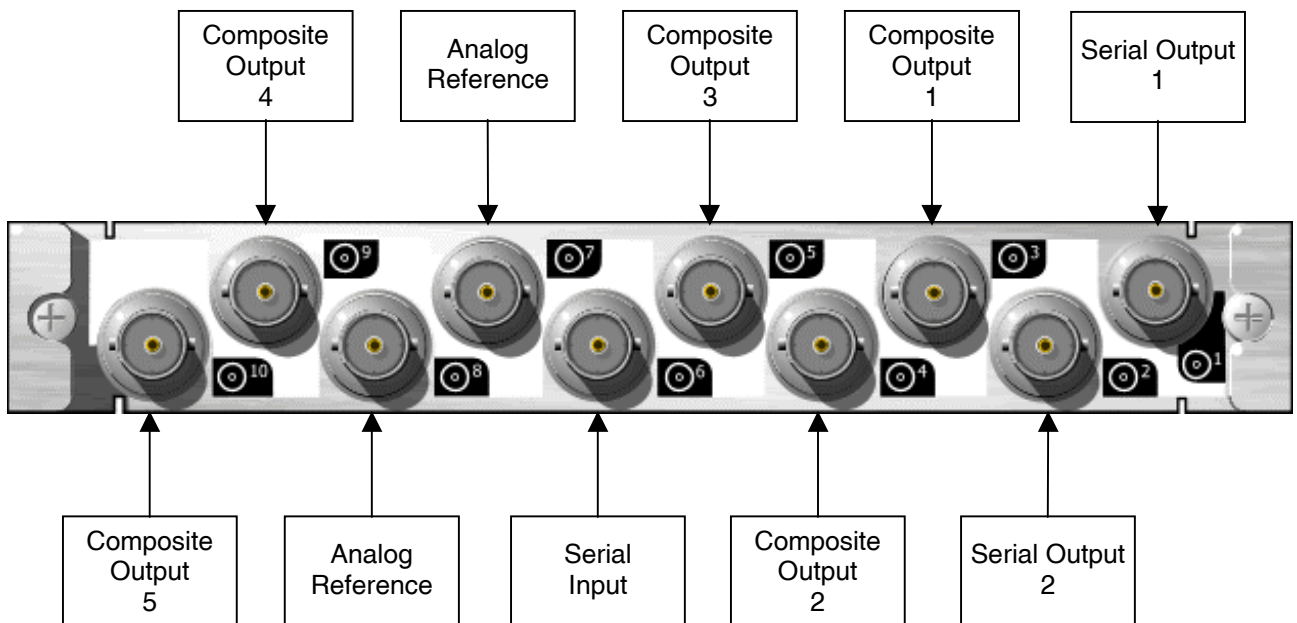 Composite
Output
4
Analog
Reference
Composite
Output
3
Composite
Output
1
Serial Output
1
9
7
5
3
10
8
6
4
2
1
Composite
Output
5
Analog
Reference
Serial
Input
Composite
Output
2
Serial Output
2